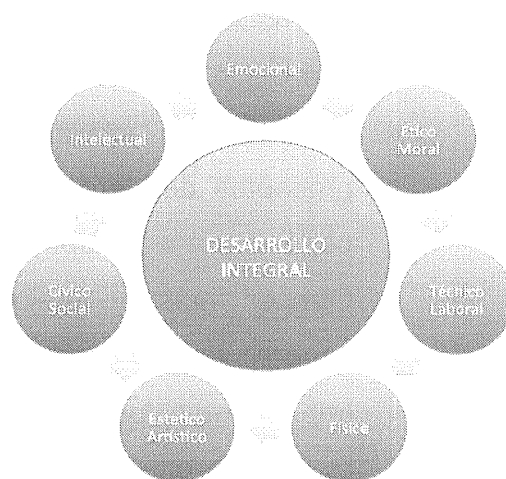 Emocional
Ético
Moral
Técnico
Laboral
Físico
Estético
Artístico
Cívico
Social
Intelectual
DESARROLLO
INTEGRAL